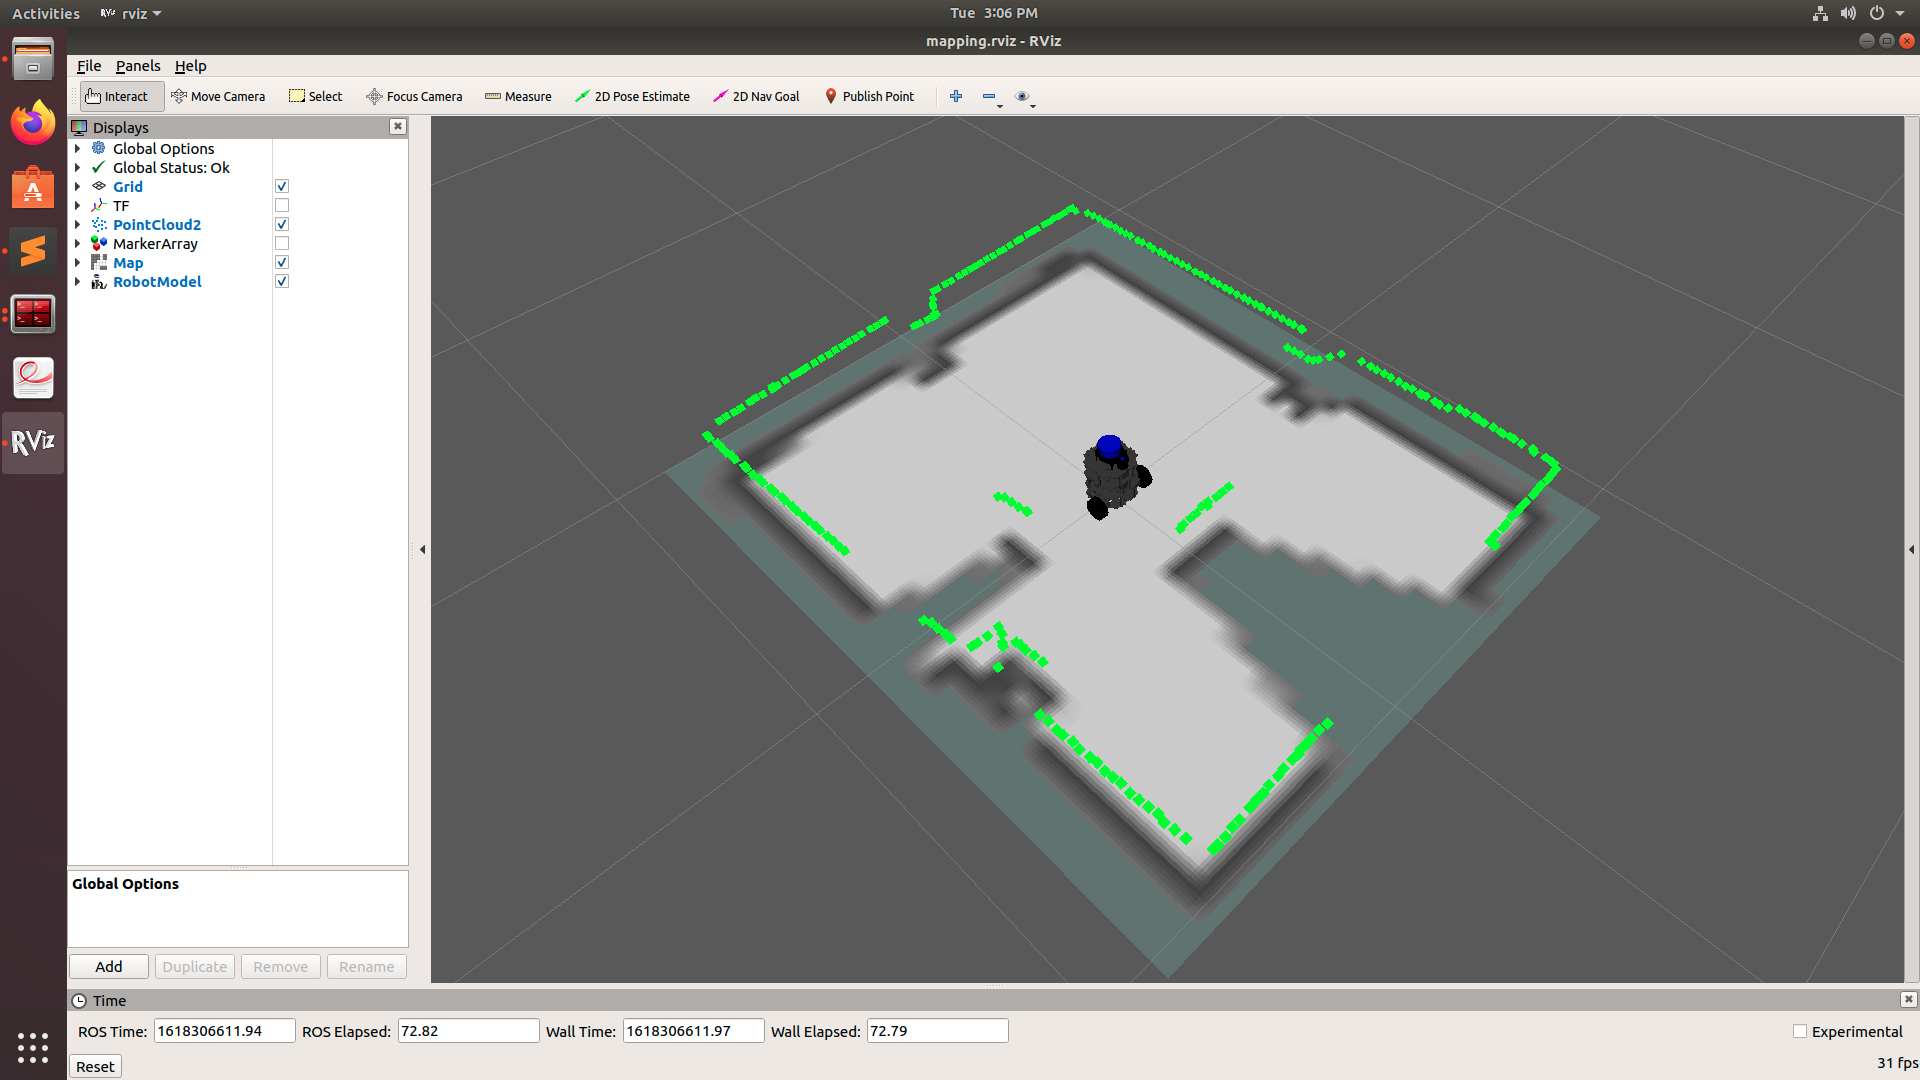 Activities RViz rviz Tue 3:06 PM
mapping.rviz - RViz
File Panels Help
Interact Move Camera Select Focus Camera Measure 2D Pose Estimate 2D Nav Goal Publish Point
Displays
Global Options
Global Status: Ok
Grid
TF
PointCloud2
MarkerArray
Map
RobotModel
RViz
Global Options
Add Duplicate Remove Rename
Time
ROS Time: 1618306611.94 ROS Elapsed: 72.82 Wall Time: 1618306611.97 Wall Elapsed: 72.79 Experimental
Reset 31 fps